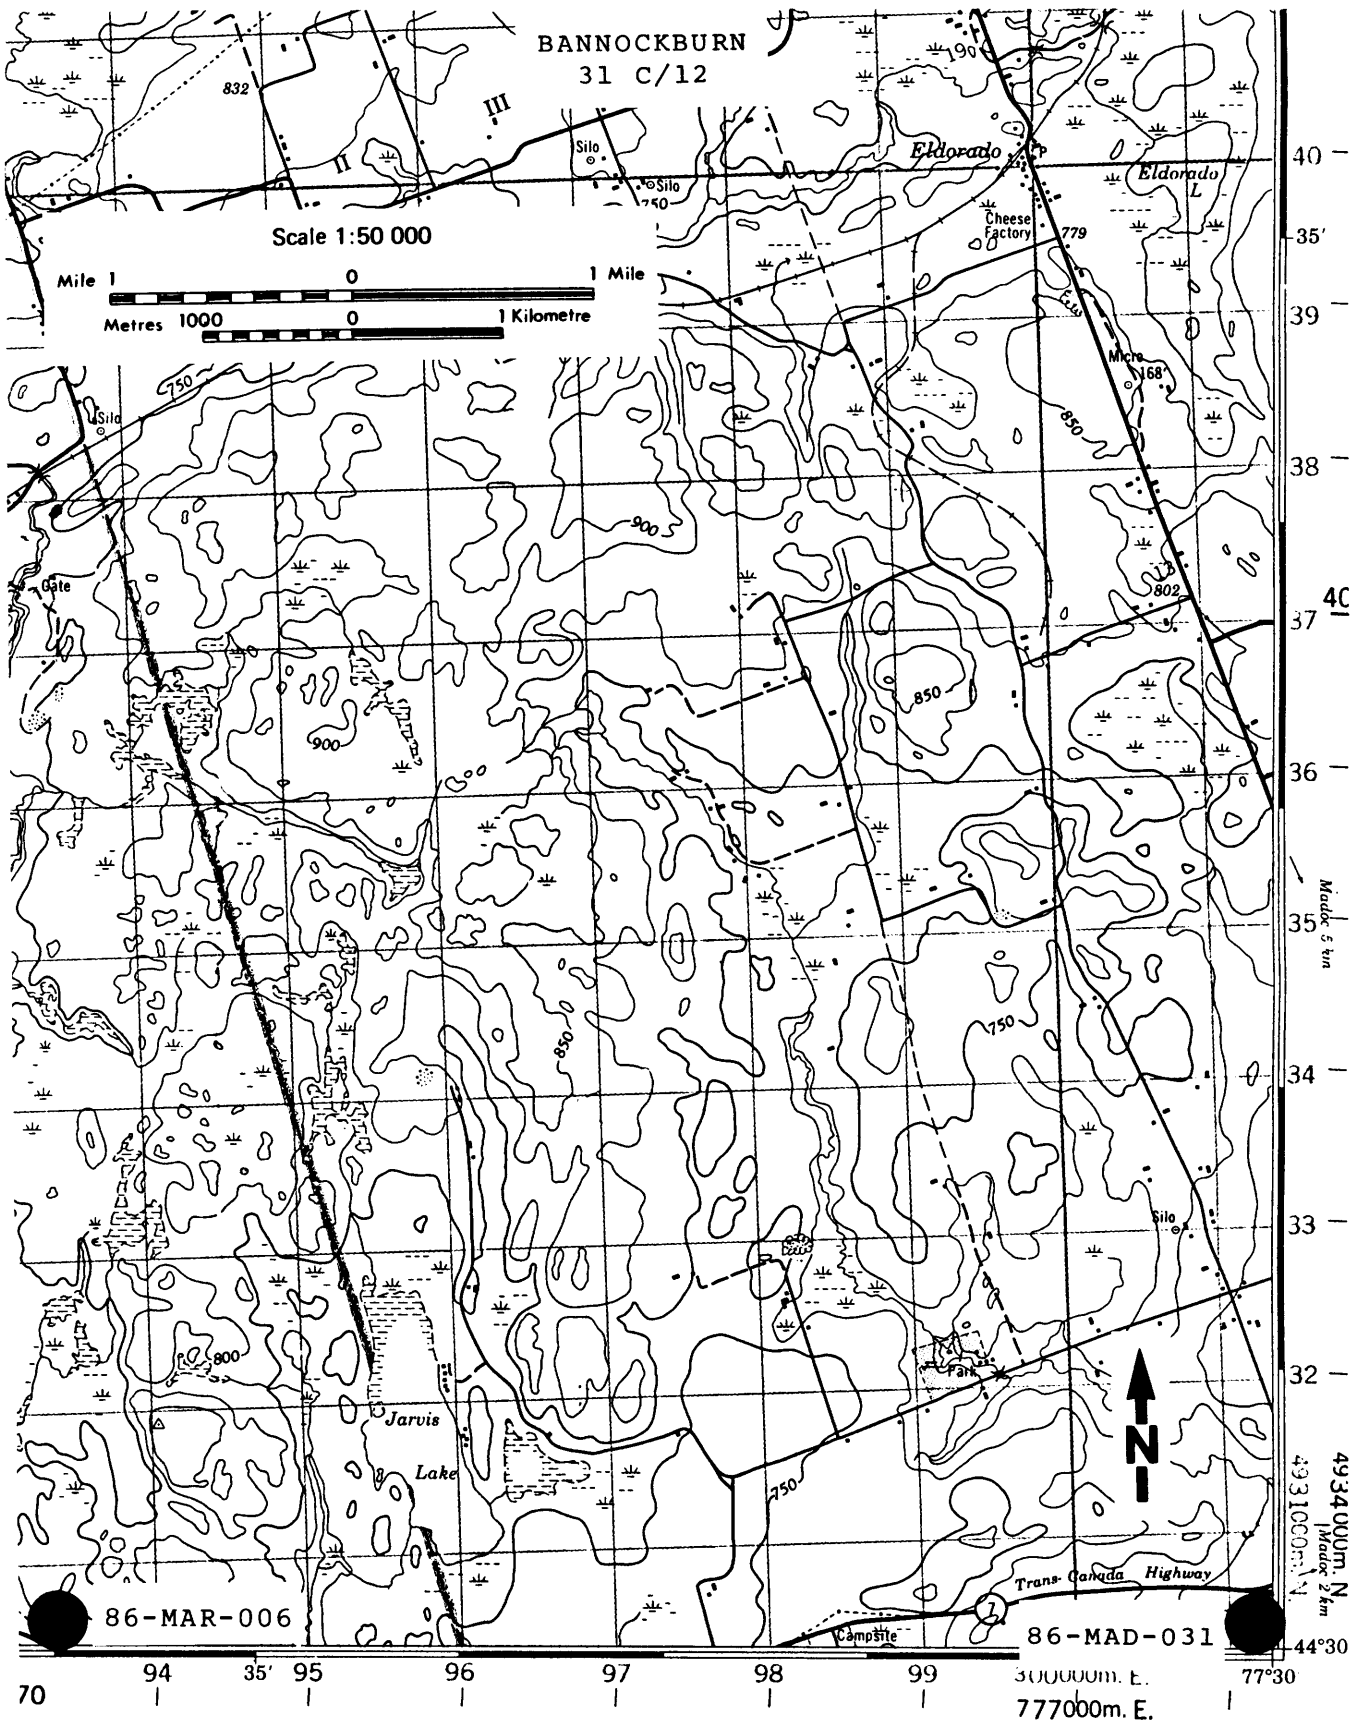 BANNOCKBURN
31 C/12
190
832
III
II
Silo
Silo
750
Eldorado
P
Eldorado
L
40
Cheese
Factory
779
35'
Scale 1:50 000
Mile 1 0 1 Mile
Metres 1000 0 1 Kilometre
39
Micro
168'
750
Silo
850
38
900
Gate
13
802
40
37
850
900
36
Madoc 5 km
35
750
850
34
Silo
33
800
Park
32
Jarvis
N
Lake
750
4934000m. N
4931000m. N
Madoc 2 km
Trans-Canada Highway
7
86-MAR-006
Campsite
86-MAD-031
44°30
94 35' 95 96 97 98 99 300000m. E. 77°30
70
777000m. E.